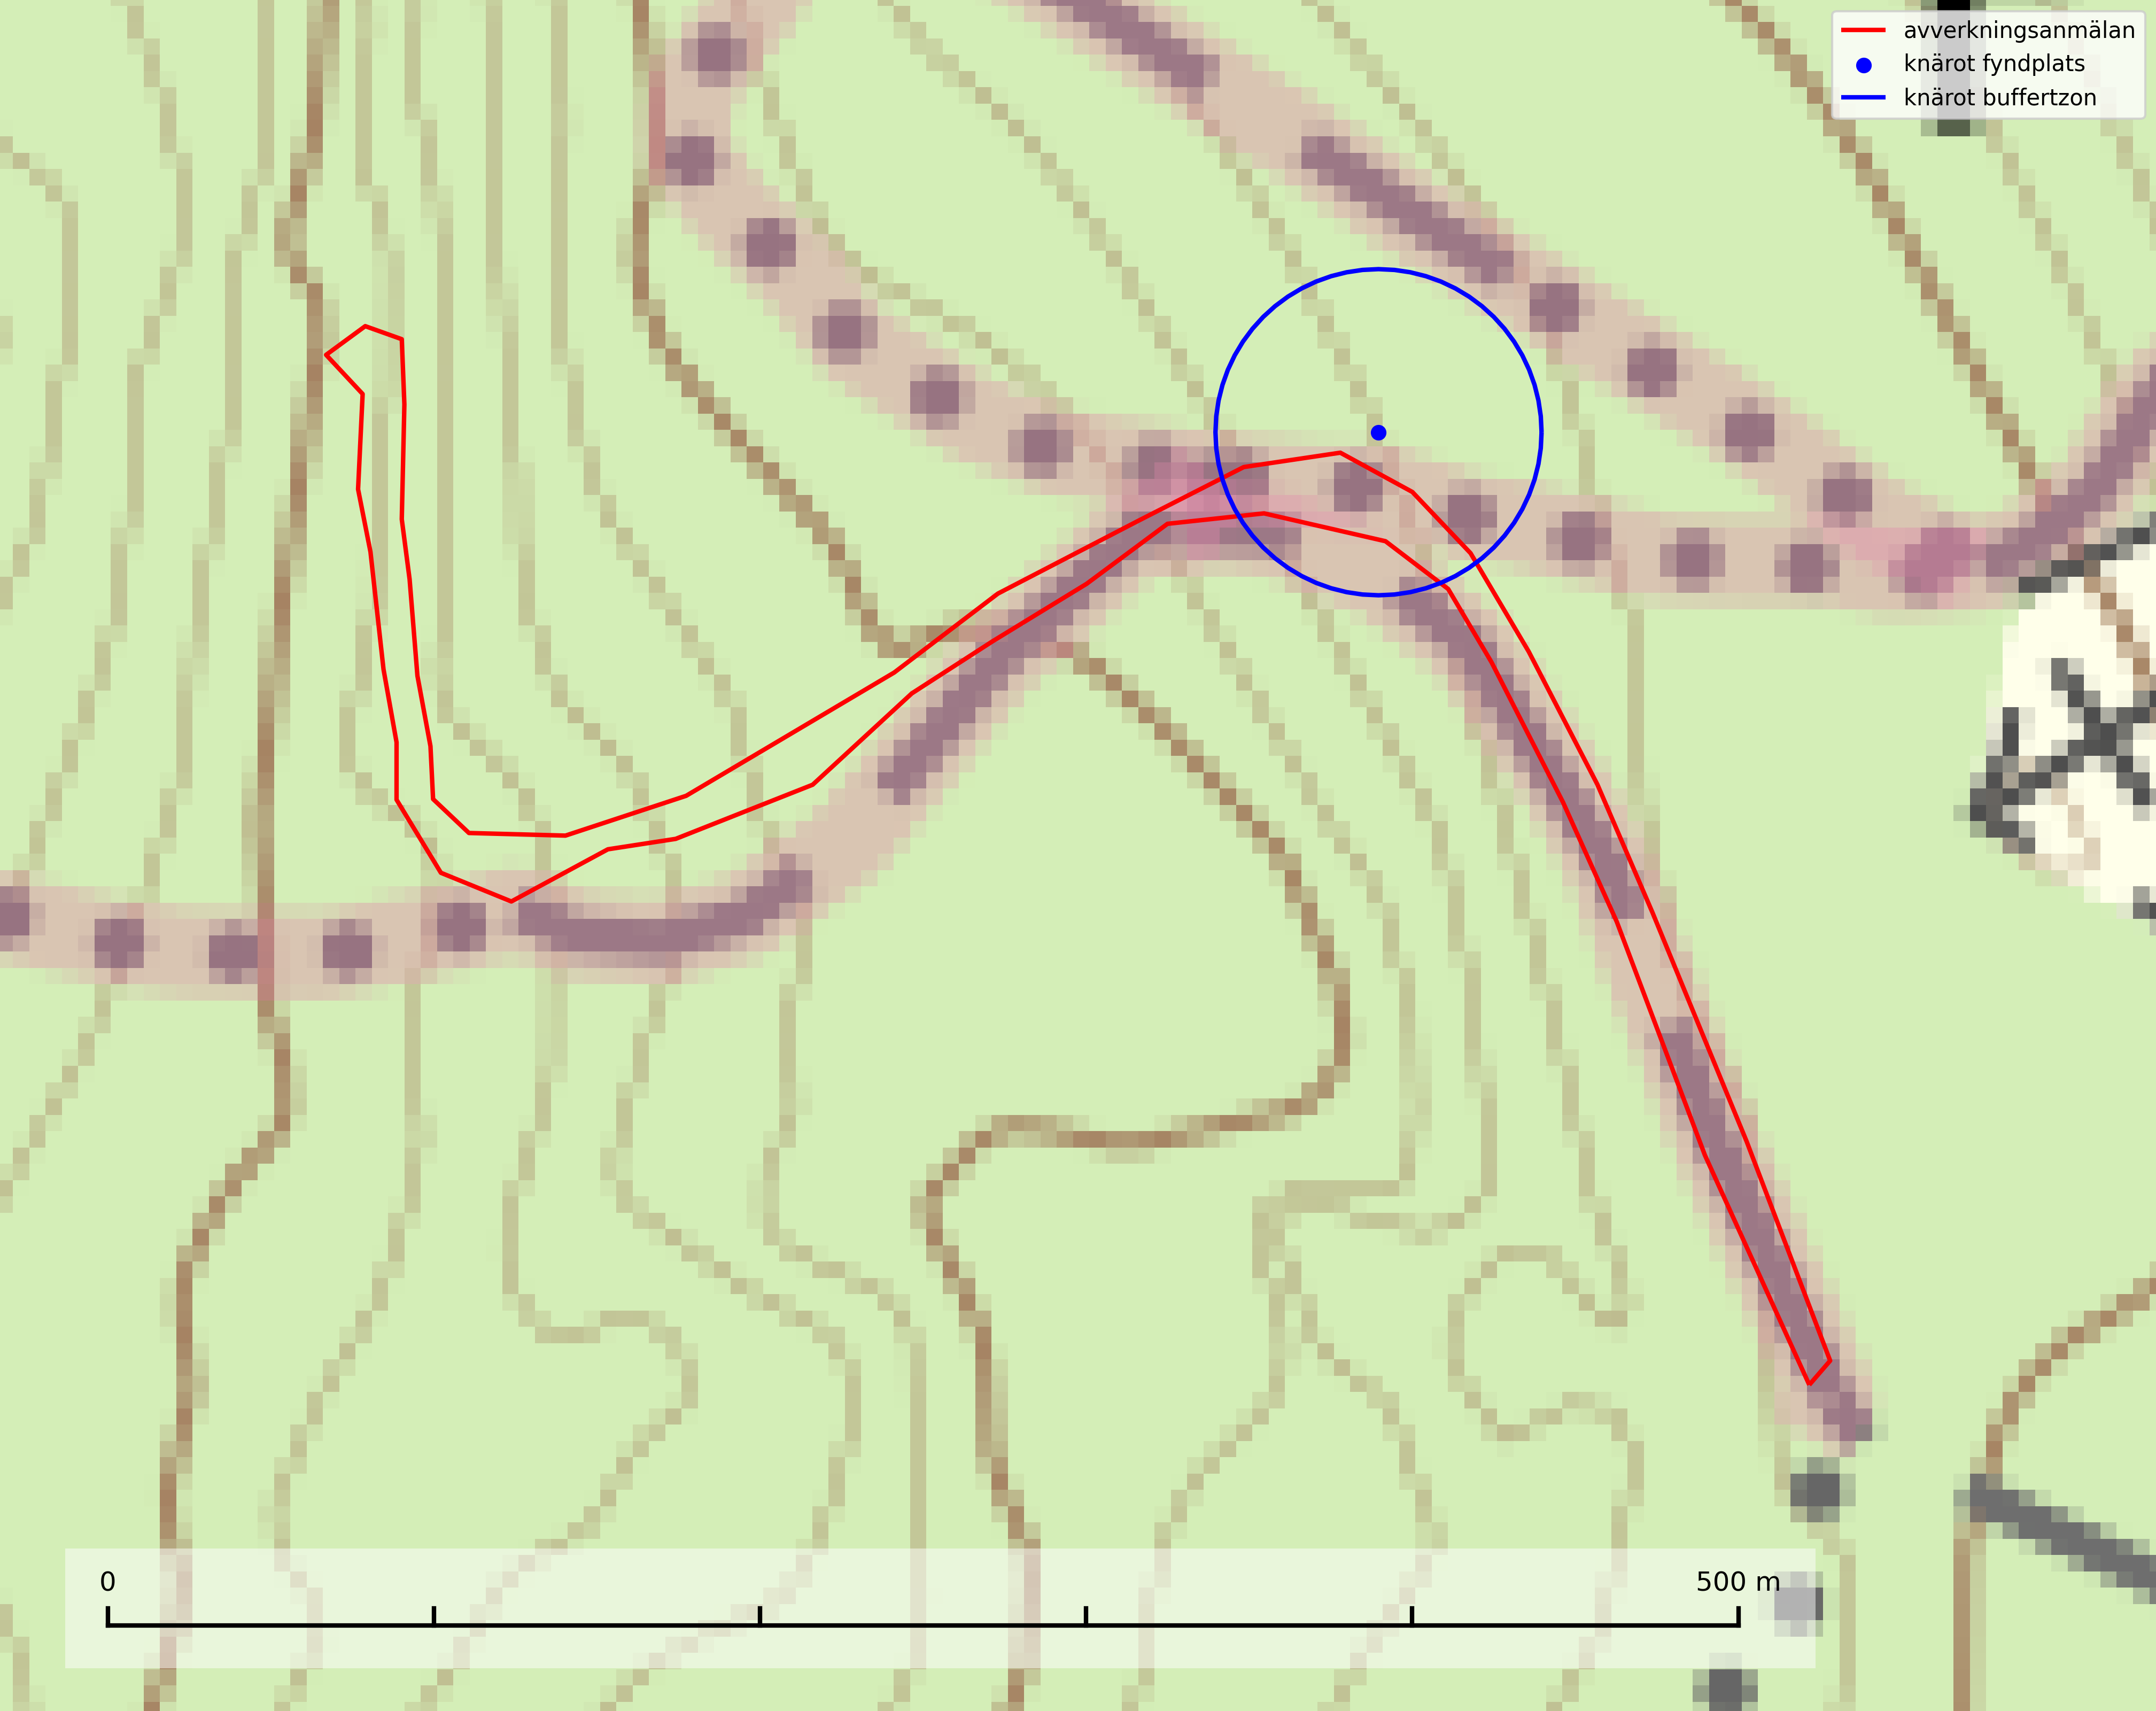 avverkningsanmälan
knärot fyndplats
knärot buffertzon
0
500 m